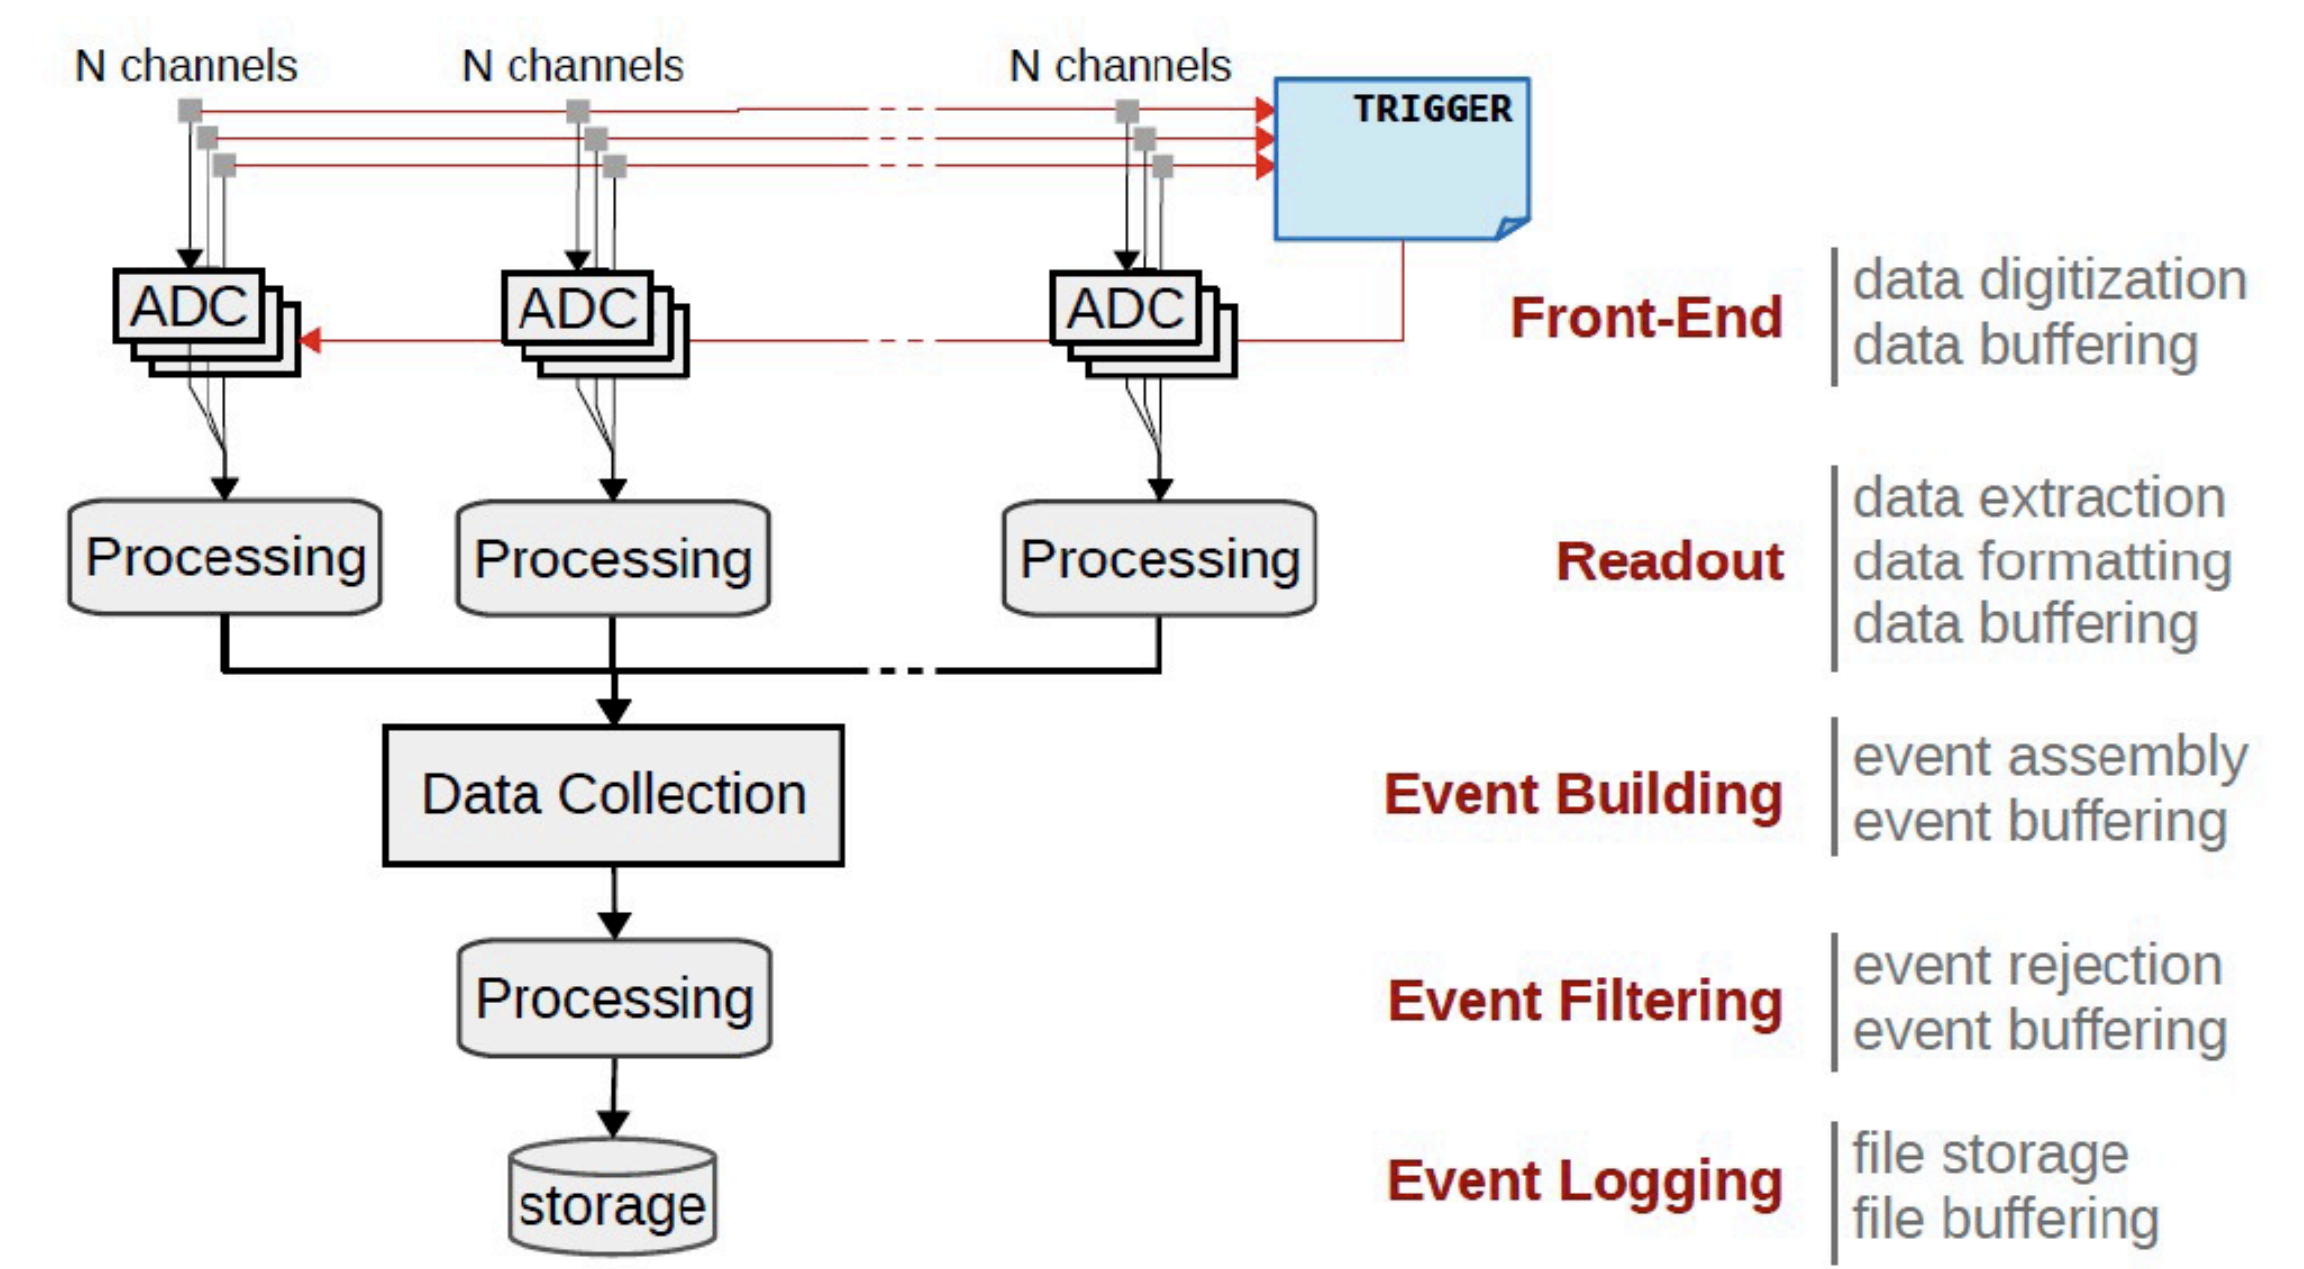 N channels
N channels
N channels
TRIGGER
ADC
ADC
ADC
Front-End
data digitization
data buffering
Processing
Processing
Processing
Readout
data extraction
data formatting
data buffering
Data Collection
Event Building
event assembly
event buffering
Processing
Event Filtering
event rejection
event buffering
storage
Event Logging
file storage
file buffering